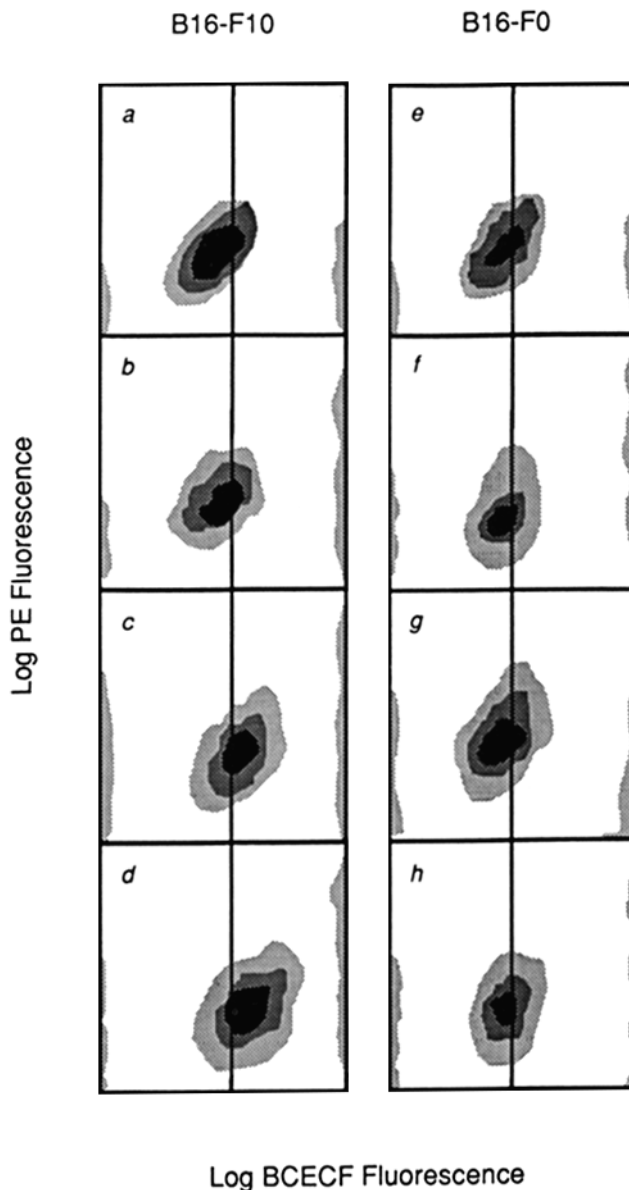 B16-F10 B16-F0
a e
b f
c g
d h
Log PE Fluorescence
Log BCECF Fluorescence